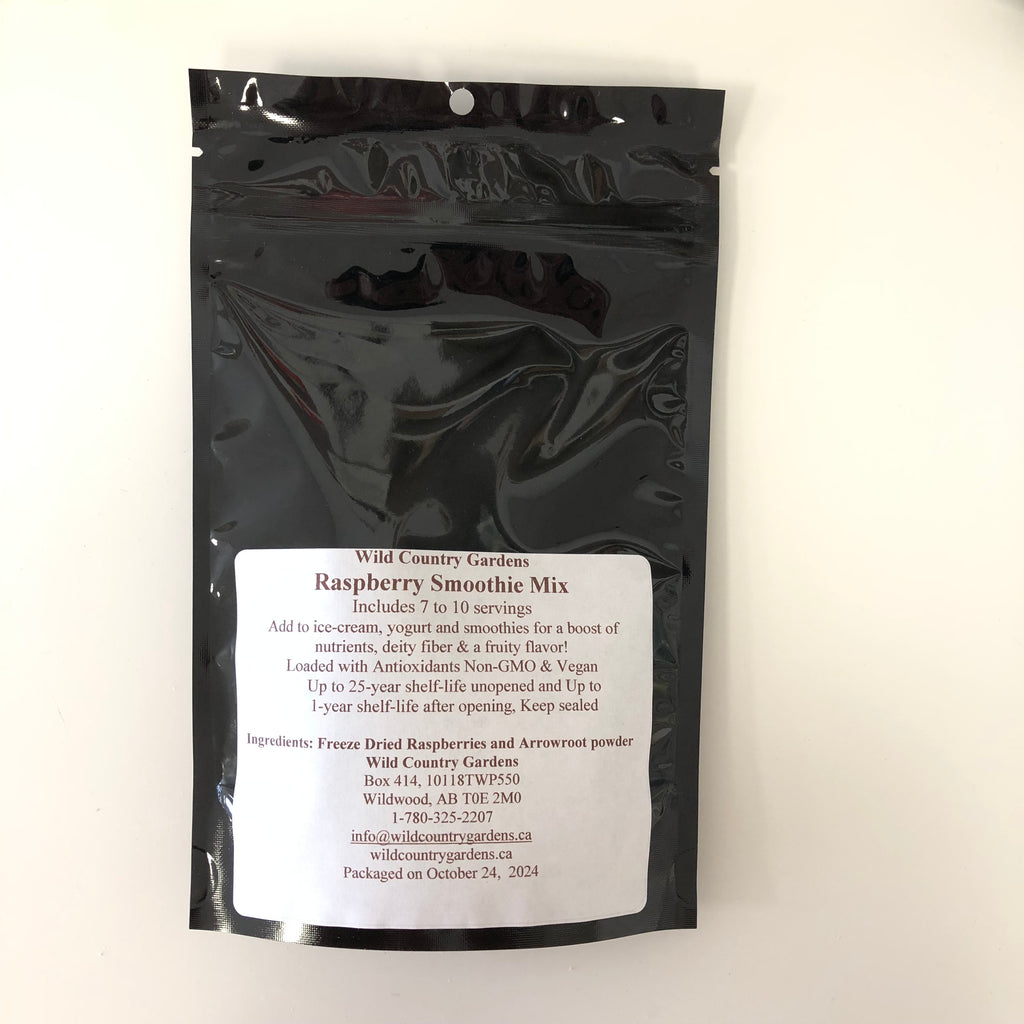 Wild Country Gardens
Raspberry Smoothie Mix
Includes 7 to 10 servings
Add to ice-cream, yogurt and smoothies for a boost of
nutrients, deity fiber & a fruity flavor!
Loaded with Antioxidants Non-GMO & Vegan
Up to 25-year shelf-life unopened and Up to
1-year shelf-life after opening, Keep sealed
Ingredients: Freeze Dried Raspberries and Arrowroot powder
Wild Country Gardens
Box 414, 10118TWP550
Wildwood, AB T0E 2M0
1-780-325-2207
info@wildcountrygardens.ca
wildcountrygardens.ca
Packaged on October 24, 2024